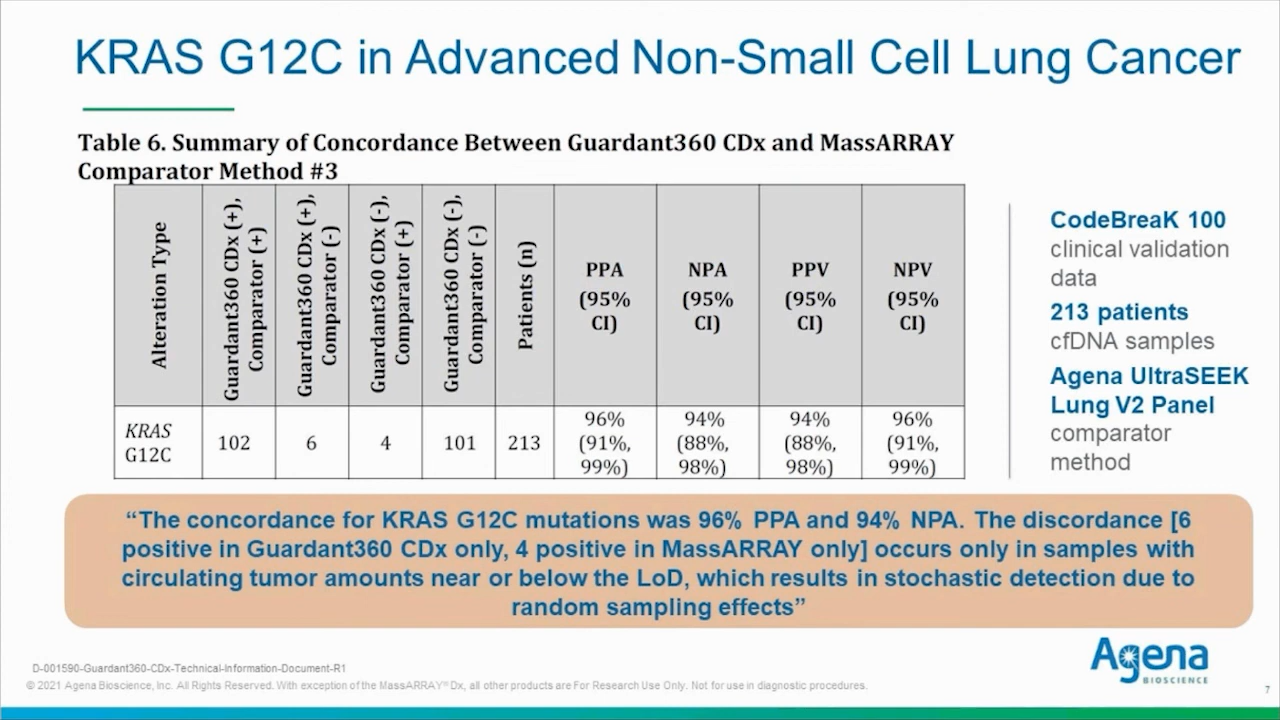 KRAS G12C in Advanced Non-Small Cell Lung Cancer
Table 6. Summary of Concordance Between Guardant360 CDx and MassARRAY
Comparator Method #3
Alteration Type
Guardant360 CDx (+),
Comparator (+)
Guardant360 CDx (+),
Comparator (-)
Guardant360 CDx (-),
Comparator (+)
Guardant360 CDx (-),
Comparator (-)
Patients (n)
PPA
(95%
CI)
NPA
(95%
CI)
PPV
(95%
CI)
NPV
(95%
CI)
KRAS
G12C
102
6
4
101
213
96%
(91%,
99%)
94%
(88%,
98%)
94%
(88%,
98%)
96%
(91%,
99%)
CodeBreaK 100
clinical validation
data
213 patients
cfDNA samples
Agena UltraSEEK
Lung V2 Panel
comparator
method
“The concordance for KRAS G12C mutations was 96% PPA and 94% NPA. The discordance [6
positive in Guardant360 CDx only, 4 positive in MassARRAY only] occurs only in samples with
circulating tumor amounts near or below the LoD, which results in stochastic detection due to
random sampling effects”
D-001590-Guardant360-CDx-Technical-Information-Document-R1
© 2021 Agena Bioscience, Inc. All Rights Reserved. With exception of the MassARRAY® Dx, all other products are For Research Use Only. Not for use in diagnostic procedures.
Agena
BIOSCIENCE
7